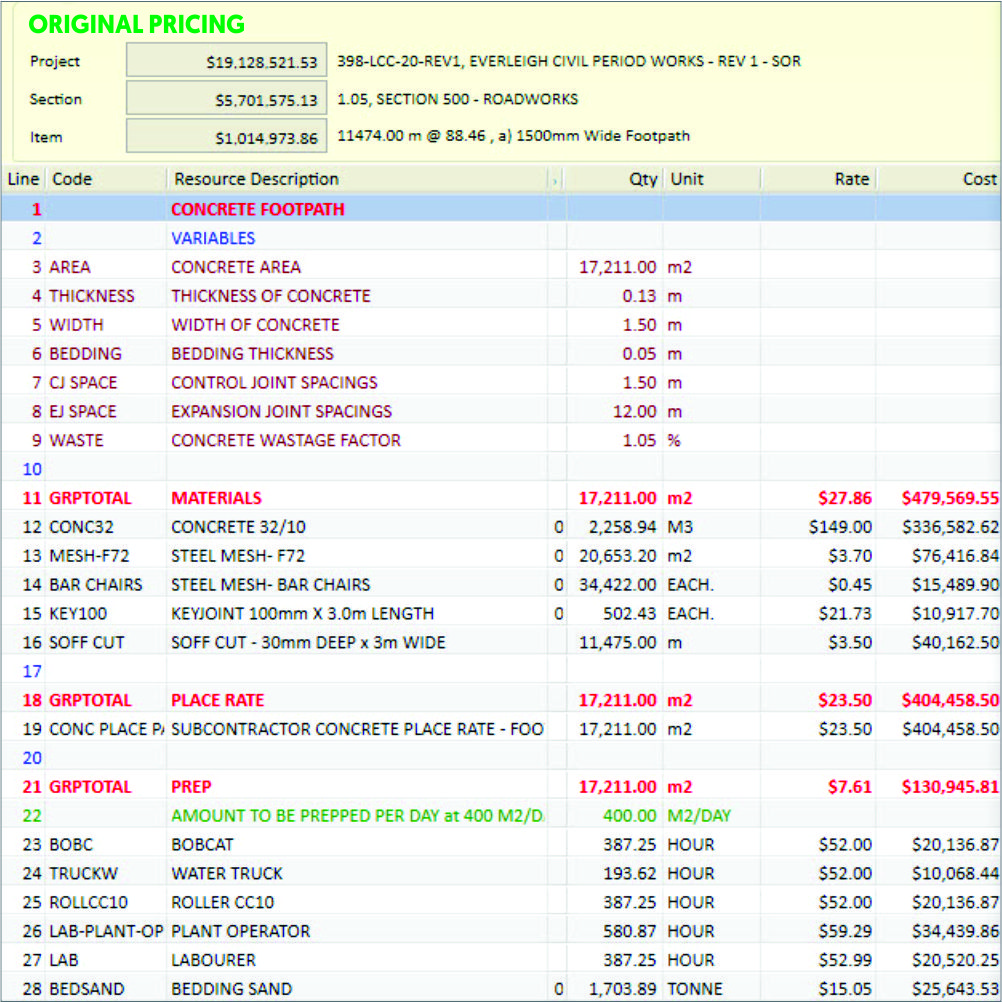 ORIGINAL PRICING
Project $19,128,521.53 398-LCC-20-REV1, EVERLEIGH CIVIL PERIOD WORKS - REV 1 - SOR
Section $5,701,575.13 1.05, SECTION 500 - ROADWORKS
Item $1,014,973.86 11474.00 m @ 88.46 , a) 1500mm Wide Footpath
Line Code Resource Description › Qty Unit Rate Cost
1 CONCRETE FOOTPATH
2 VARIABLES
3 AREA CONCRETE AREA 17,211.00 m2
4 THICKNESS THICKNESS OF CONCRETE 0.13 m
5 WIDTH WIDTH OF CONCRETE 1.50 m
6 BEDDING BEDDING THICKNESS 0.05 m
7 CJ SPACE CONTROL JOINT SPACINGS 1.50 m
8 EJ SPACE EXPANSION JOINT SPACINGS 12.00 m
9 WASTE CONCRETE WASTAGE FACTOR 1.05 %
10
11 GRPTOTAL MATERIALS 17,211.00 m2 $27.86 $479,569.55
12 CONC32 CONCRETE 32/10 0 2,258.94 M3 $149.00 $336,582.62
13 MESH-F72 STEEL MESH- F72 0 20,653.20 m2 $3.70 $76,416.84
14 BAR CHAIRS STEEL MESH- BAR CHAIRS 0 34,422.00 EACH. $0.45 $15,489.90
15 KEY100 KEYJOINT 100mm X 3.0m LENGTH 0 502.43 EACH. $21.73 $10,917.70
16 SOFF CUT SOFF CUT - 30mm DEEP x 3m WIDE 11,475.00 m $3.50 $40,162.50
17
18 GRPTOTAL PLACE RATE 17,211.00 m2 $23.50 $404,458.50
19 CONC PLACE PA SUBCONTRACTOR CONCRETE PLACE RATE - FOO 17,211.00 m2 $23.50 $404,458.50
20
21 GRPTOTAL PREP 17,211.00 m2 $7.61 $130,945.81
22 AMOUNT TO BE PREPPED PER DAY at 400 M2/D. 400.00 M2/DAY
23 BOBC BOBCAT 387.25 HOUR $52.00 $20,136.87
24 TRUCKW WATER TRUCK 193.62 HOUR $52.00 $10,068.44
25 ROLLCC10 ROLLER CC10 387.25 HOUR $52.00 $20,136.87
26 LAB-PLANT-OP PLANT OPERATOR 580.87 HOUR $59.29 $34,439.86
27 LAB LABOURER 387.25 HOUR $52.99 $20,520.25
28 BEDSAND BEDDING SAND 0 1,703.89 TONNE $15.05 $25,643.53